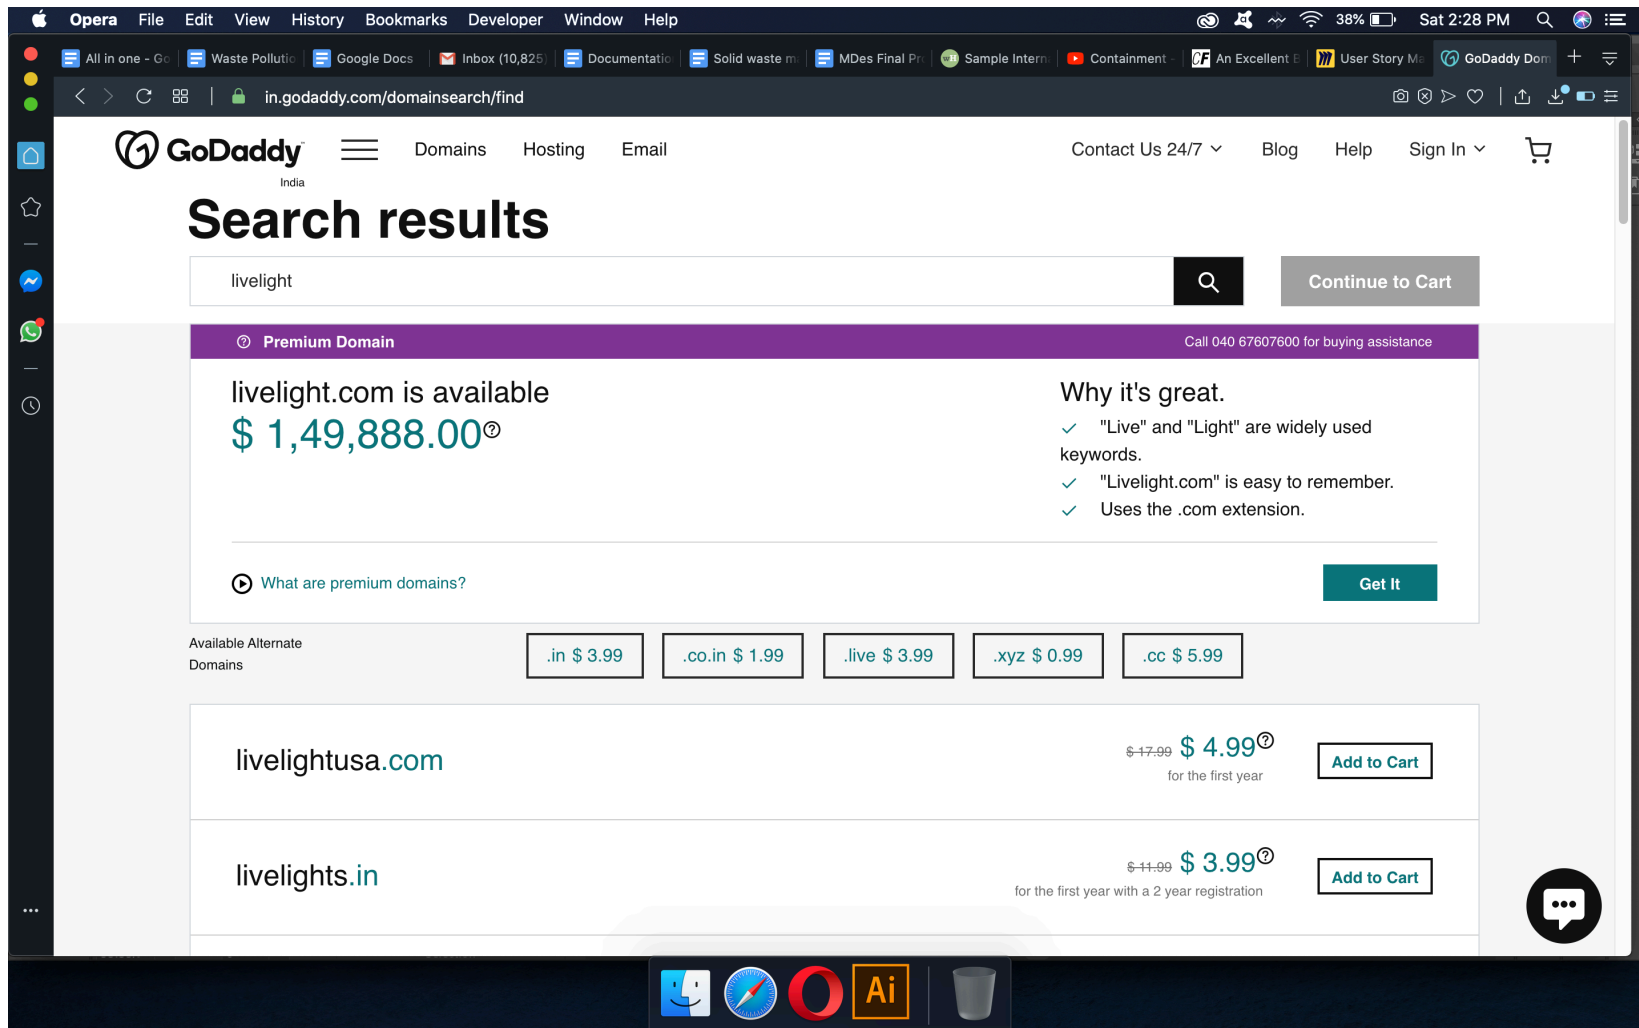 Opera File Edit View History Bookmarks Developer Window Help 38% Sat 2:28 PM
All in one - Go Waste Pollutio Google Docs Inbox (10,825) Documentatio Solid waste m MDes Final Pr Sample Intern Containment - An Excellent User Story Ma GoDaddy Dom
in.godaddy.com/domainsearch/find
GoDaddy Domains Hosting Email Contact Us 24/7 Blog Help Sign In
India
Search results
livelight Continue to Cart
Premium Domain Call 040 67607600 for buying assistance
livelight.com is available
$ 1,49,888.00
Why it's great.
"Live" and "Light" are widely used
keywords.
"Livelight.com" is easy to remember.
Uses the .com extension.
What are premium domains? Get It
Available Alternate
Domains
.in $ 3.99 .co.in $ 1.99 .live $ 3.99 .xyz $ 0.99 .cc $ 5.99
livelightusa.com $ 17.99 $ 4.99 Add to Cart
for the first year
livelights.in $ 11.99 $ 3.99 Add to Cart
for the first year with a 2 year registration
Ai